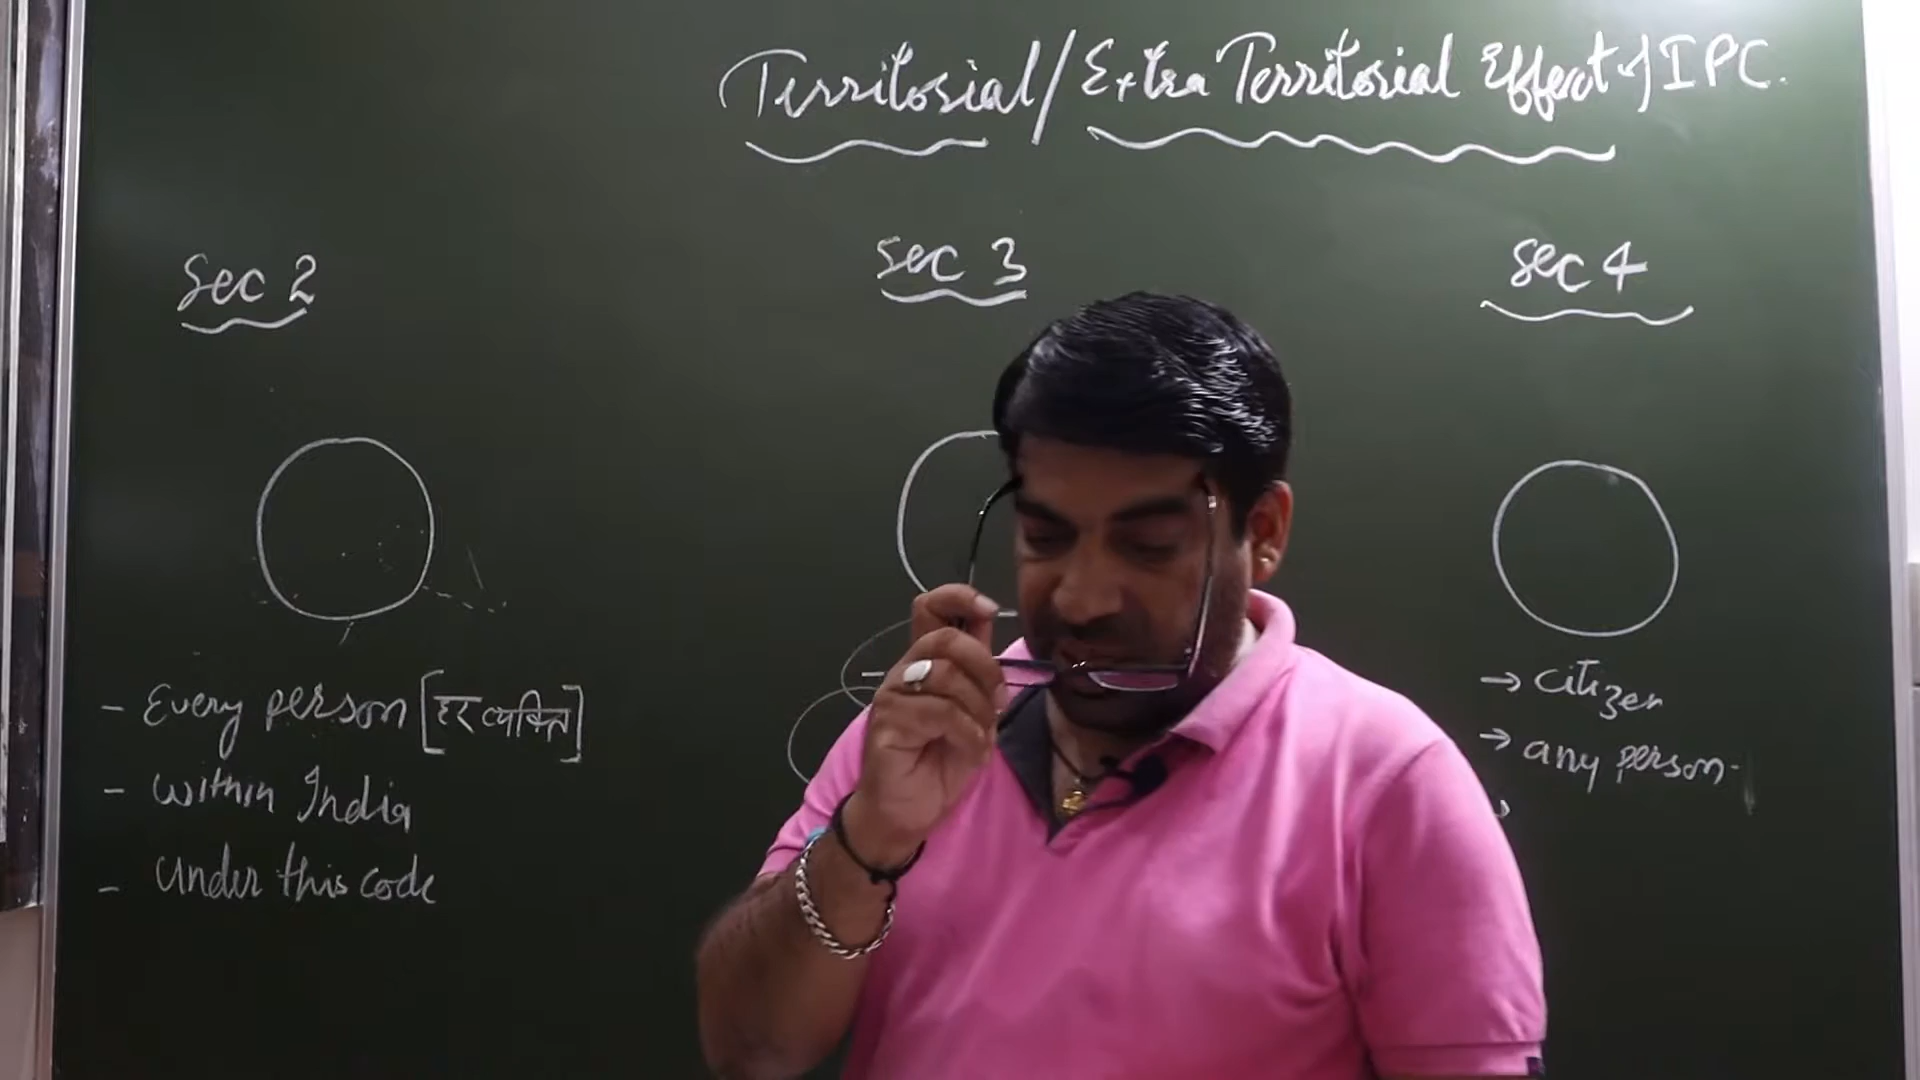 Territorial/Extra Territorial Effect of IPC.
Sec 2
Sec 3
Sec 4
- Every person [हर व्यक्ति]
- within India
- Under this code
→ citizen
→ any person